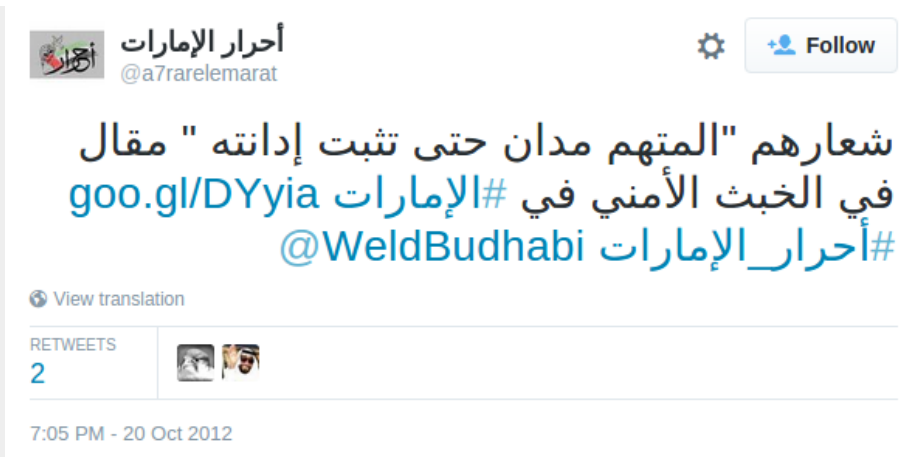 أحرار الإمارات
@a7rarelemarat
Follow
شعارهم "المتهم مدان حتى تثبت إدانته " مقال
في الخبث الأمني في #الإمارات goo.gl/DYyia
#أحرار_الإمارات @WeldBudhabi
View translation
RETWEETS
2
7:05 PM - 20 Oct 2012